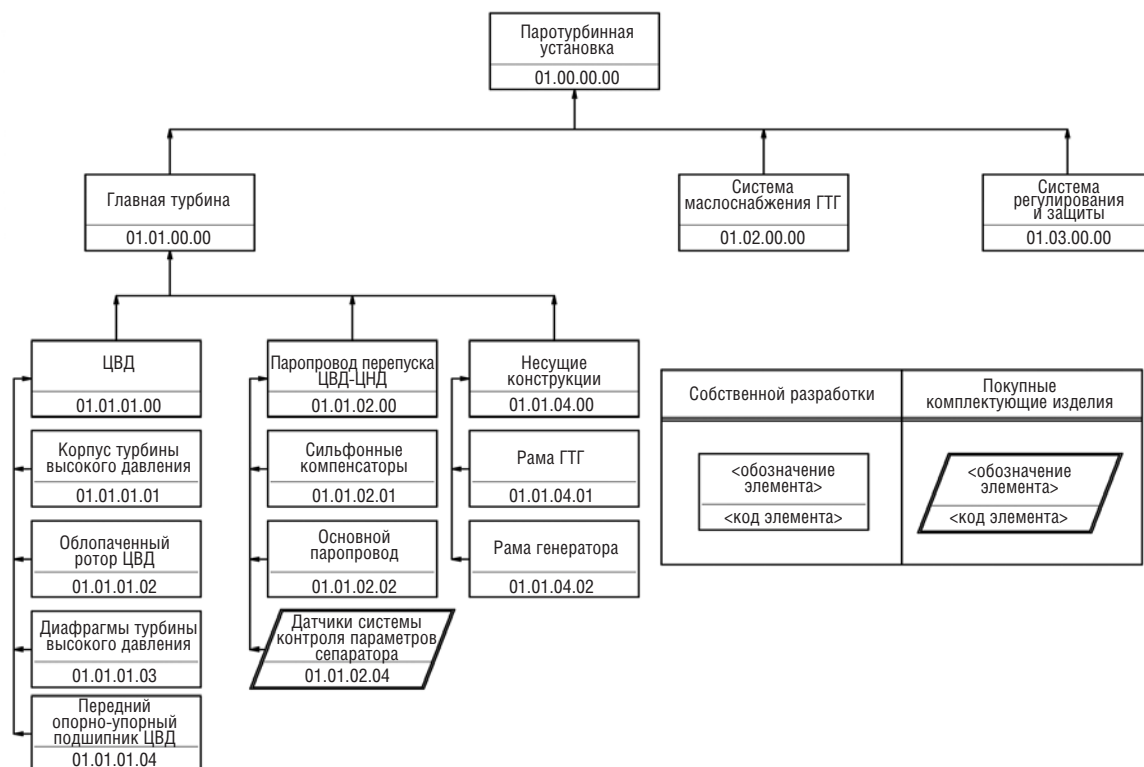 Паротурбинная
установка
01.00.00.00
Главная турбина
01.01.00.00
Система
маслоснабжения ГТГ
01.02.00.00
Система
регулирования
и защиты
01.03.00.00
ЦВД
01.01.01.00
Корпус турбины
высокого давления
01.01.01.01
Облопаченный
ротор ЦВД
01.01.01.02
Диафрагмы турбины
высокого давления
01.01.01.03
Передний
опорно-упорный
подшипник ЦВД
01.01.01.04
Паропровод перепуска
ЦВД-ЦНД
01.01.02.00
Сильфонные
компенсаторы
01.01.02.01
Основной
паропровод
01.01.02.02
Датчики системы
контроля параметров
сепаратора
01.01.02.04
Несущие
конструкции
01.01.04.00
Рама ГТГ
01.01.04.01
Рама генератора
01.01.04.02
Собственной разработки
<обозначение
элемента>
<код элемента>
Покупные
комплектующие изделия
<обозначение
элемента>
<код элемента>